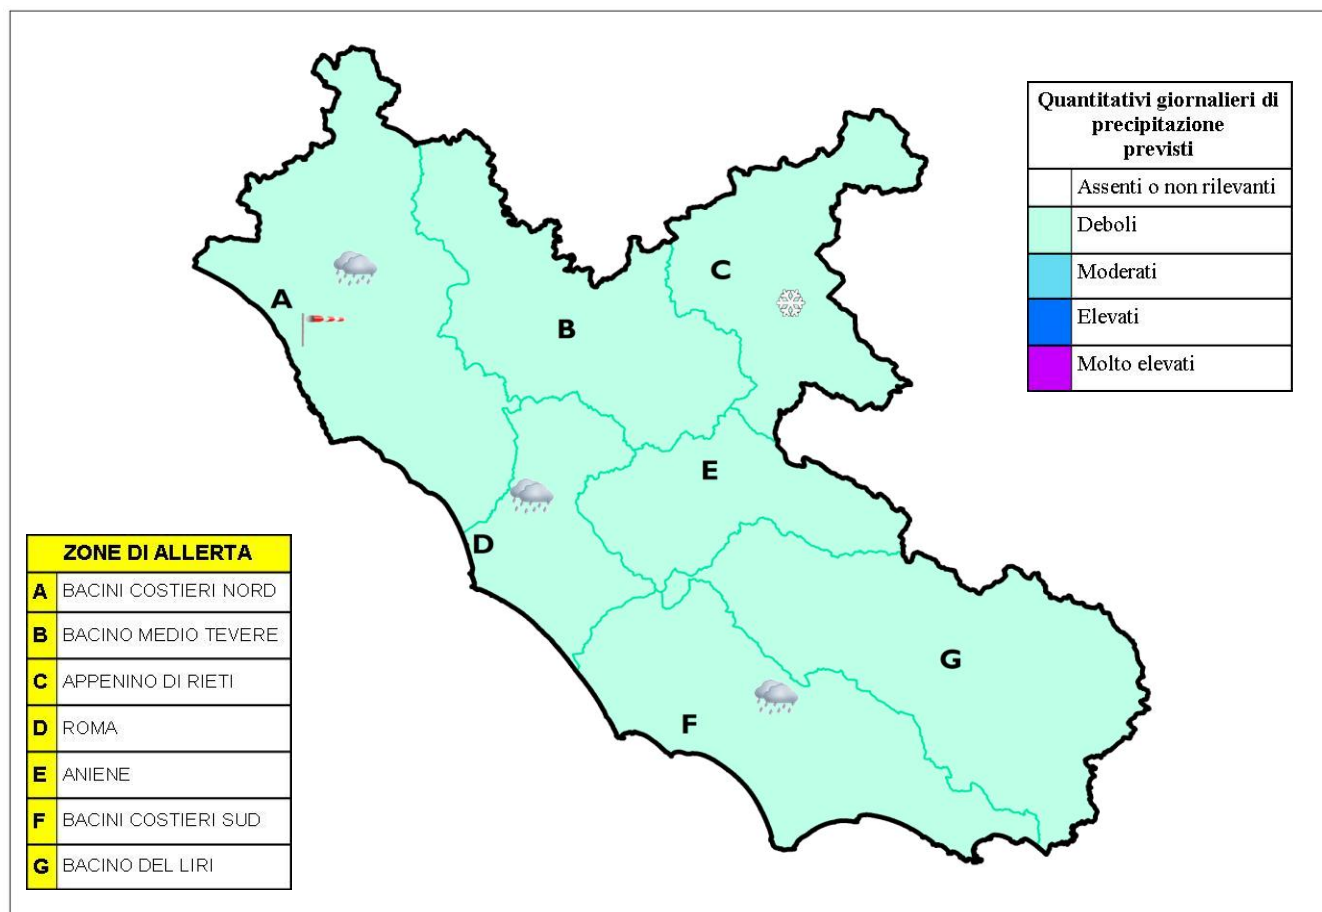 Quantitativi giornalieri di
precipitazione
previsti
Assenti o non rilevanti
Deboli
Moderati
Elevati
Molto elevati
A
B
C
D
E
F
G
ZONE DI ALLERTA
A BACINI COSTIERI NORD
B BACINO MEDIO TEVERE
C APPENINO DI RIETI
D ROMA
E ANIENE
F BACINI COSTIERI SUD
G BACINO DEL LIRI